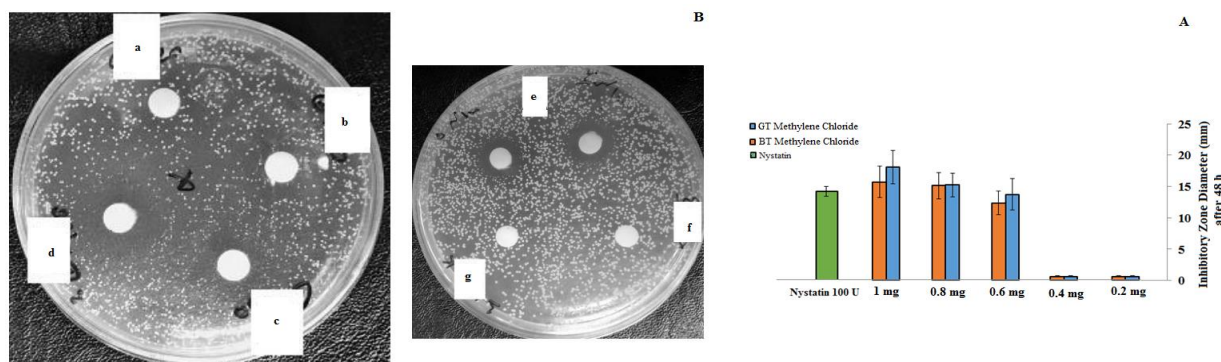 B
A
a
b
c
d
e
f
g
GT Methylene Chloride
BT Methylene Chloride
Nystatin
25
20
15
10
5
0
Inhibitory Zone Diameter (mm)
after 48 h
Nystatin 100 U
1 mg
0.8 mg
0.6 mg
0.4 mg
0.2 mg